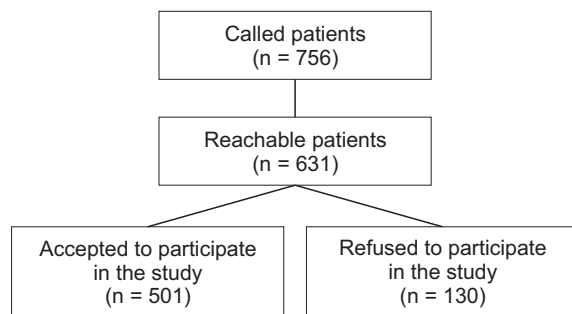 Called patients
(n = 756)
Reachable patients
(n = 631)
Accepted to participate
in the study
(n = 501)
Refused to participate
in the study
(n = 130)